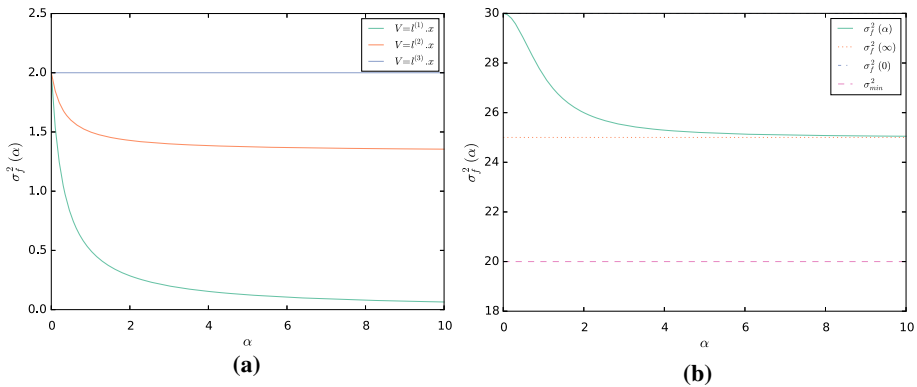 2.5
2.0
1.5
1.0
0.5
0.0
σ_f^2 (α)
0 2 4 6 8 10
α
V=l^(1).x
V=l^(2).x
V=l^(3).x
(a)
30
28
26
24
22
20
18
σ_f^2 (α)
0 2 4 6 8 10
α
σ_f^2 (α)
σ_f^2 (∞)
σ_f^2 (0)
σ_min^2
(b)